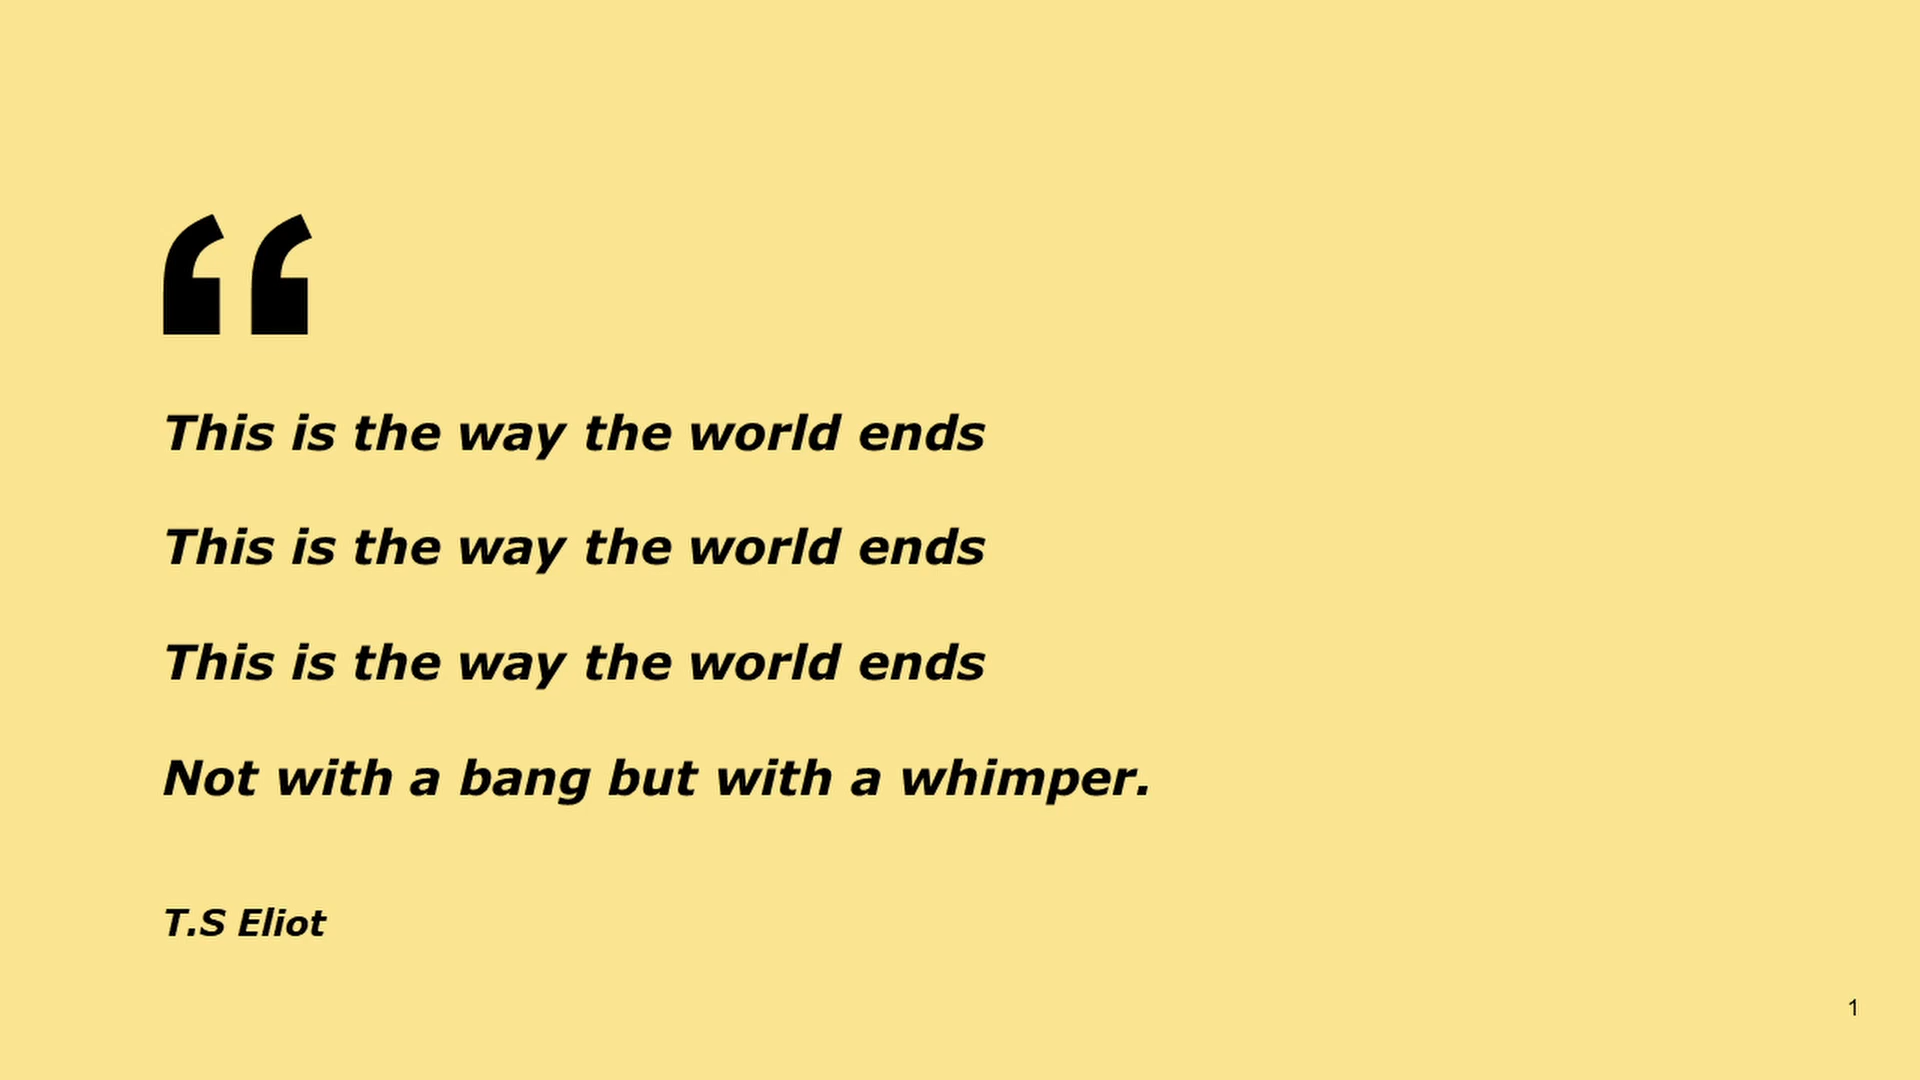 “
This is the way the world ends
This is the way the world ends
This is the way the world ends
Not with a bang but with a whimper.
T.S Eliot
1